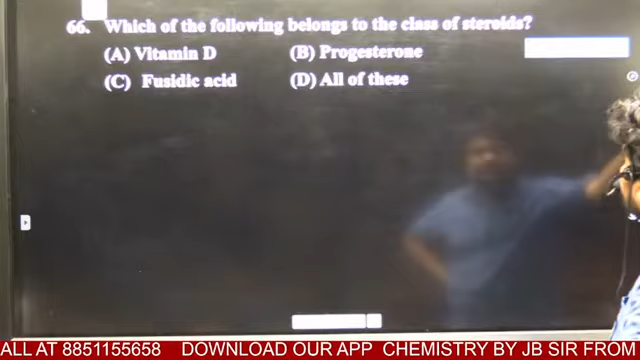 66. Which of the following belongs to the class of steroids?
(A) Vitamin D (B) Progesterone
(C) Fusidic acid (D) All of these
ALL AT 8851155658 DOWNLOAD OUR APP CHEMISTRY BY JB SIR FROM